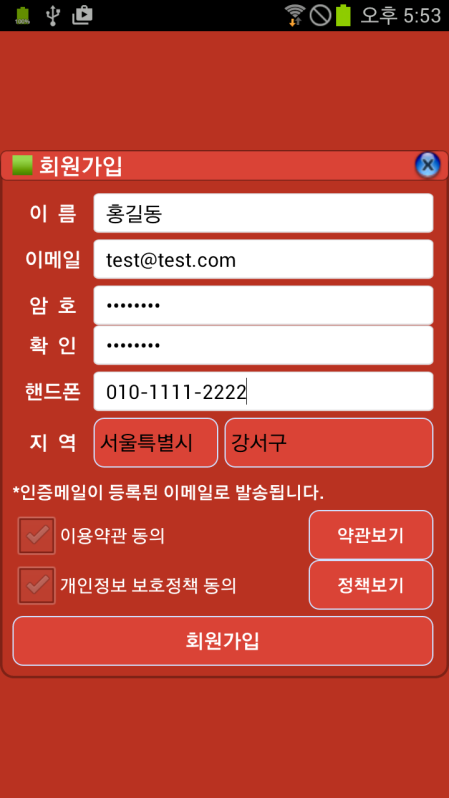 100%
오후 5:53
회원가입
이 름 홍길동
이메일 test@test.com
암 호 ••••••••
확 인 ••••••••
핸드폰 010-1111-2222
지 역 서울특별시 강서구
*인증메일이 등록된 이메일로 발송됩니다.
이용약관 동의 약관보기
개인정보 보호정책 동의 정책보기
회원가입